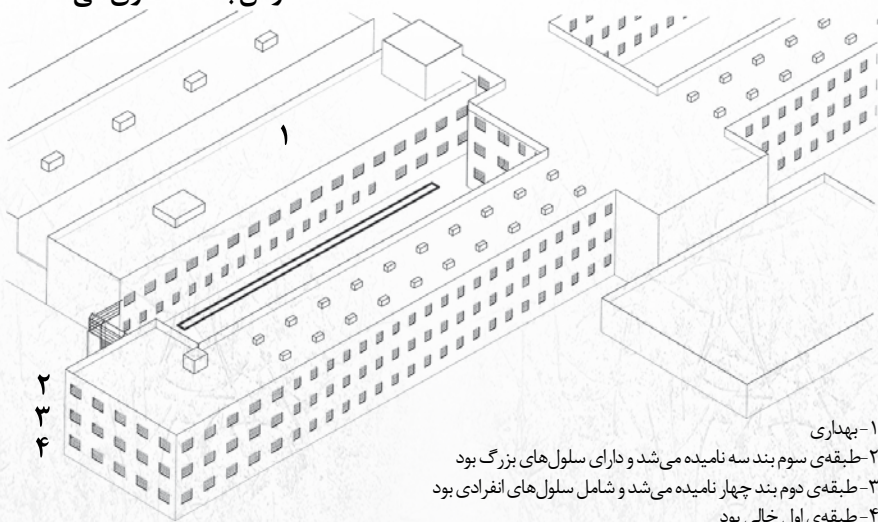 ۱
۲
۳
۴
۱-بهداری
۲-طبقه‌ی سوم بند سه نامیده می‌شد و دارای سلول‌های بزرگ بود
۳-طبقه‌ی دوم بند چهار نامیده می‌شد و شامل سلول‌های انفرادی بود
۴-طبقه‌ی اول خالی بود